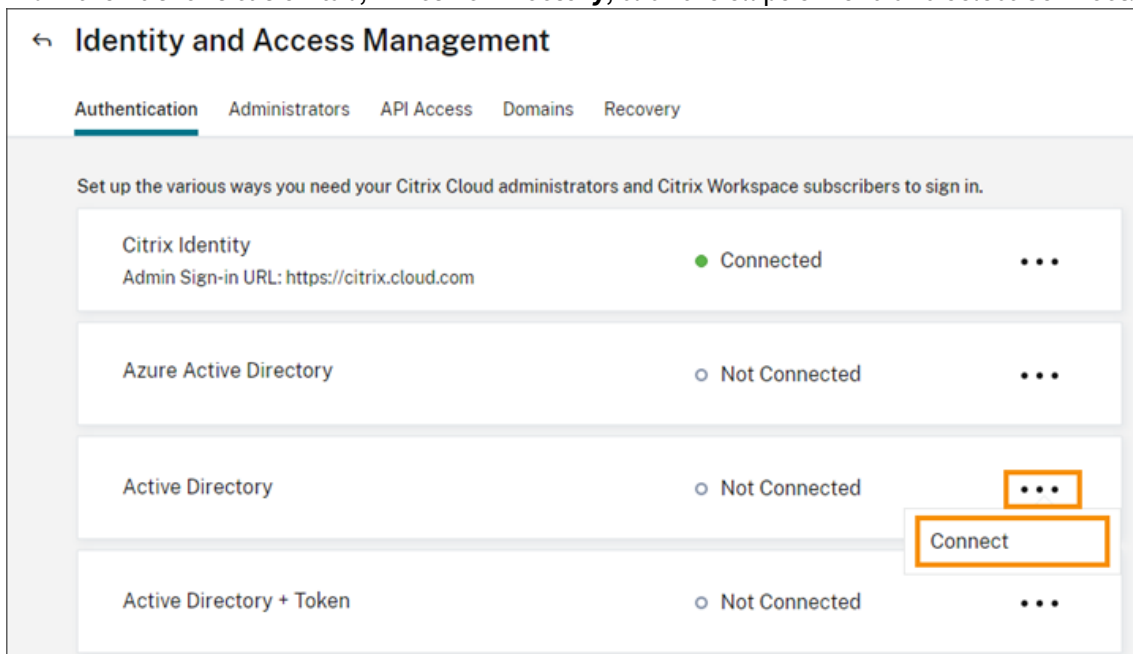 Identity and Access Management
Authentication Administrators API Access Domains Recovery
Set up the various ways you need your Citrix Cloud administrators and Citrix Workspace subscribers to sign in.
Citrix Identity
Admin Sign-in URL: https://citrix.cloud.com
Connected
Azure Active Directory
Not Connected
Active Directory
Not Connected
Connect
Active Directory + Token
Not Connected